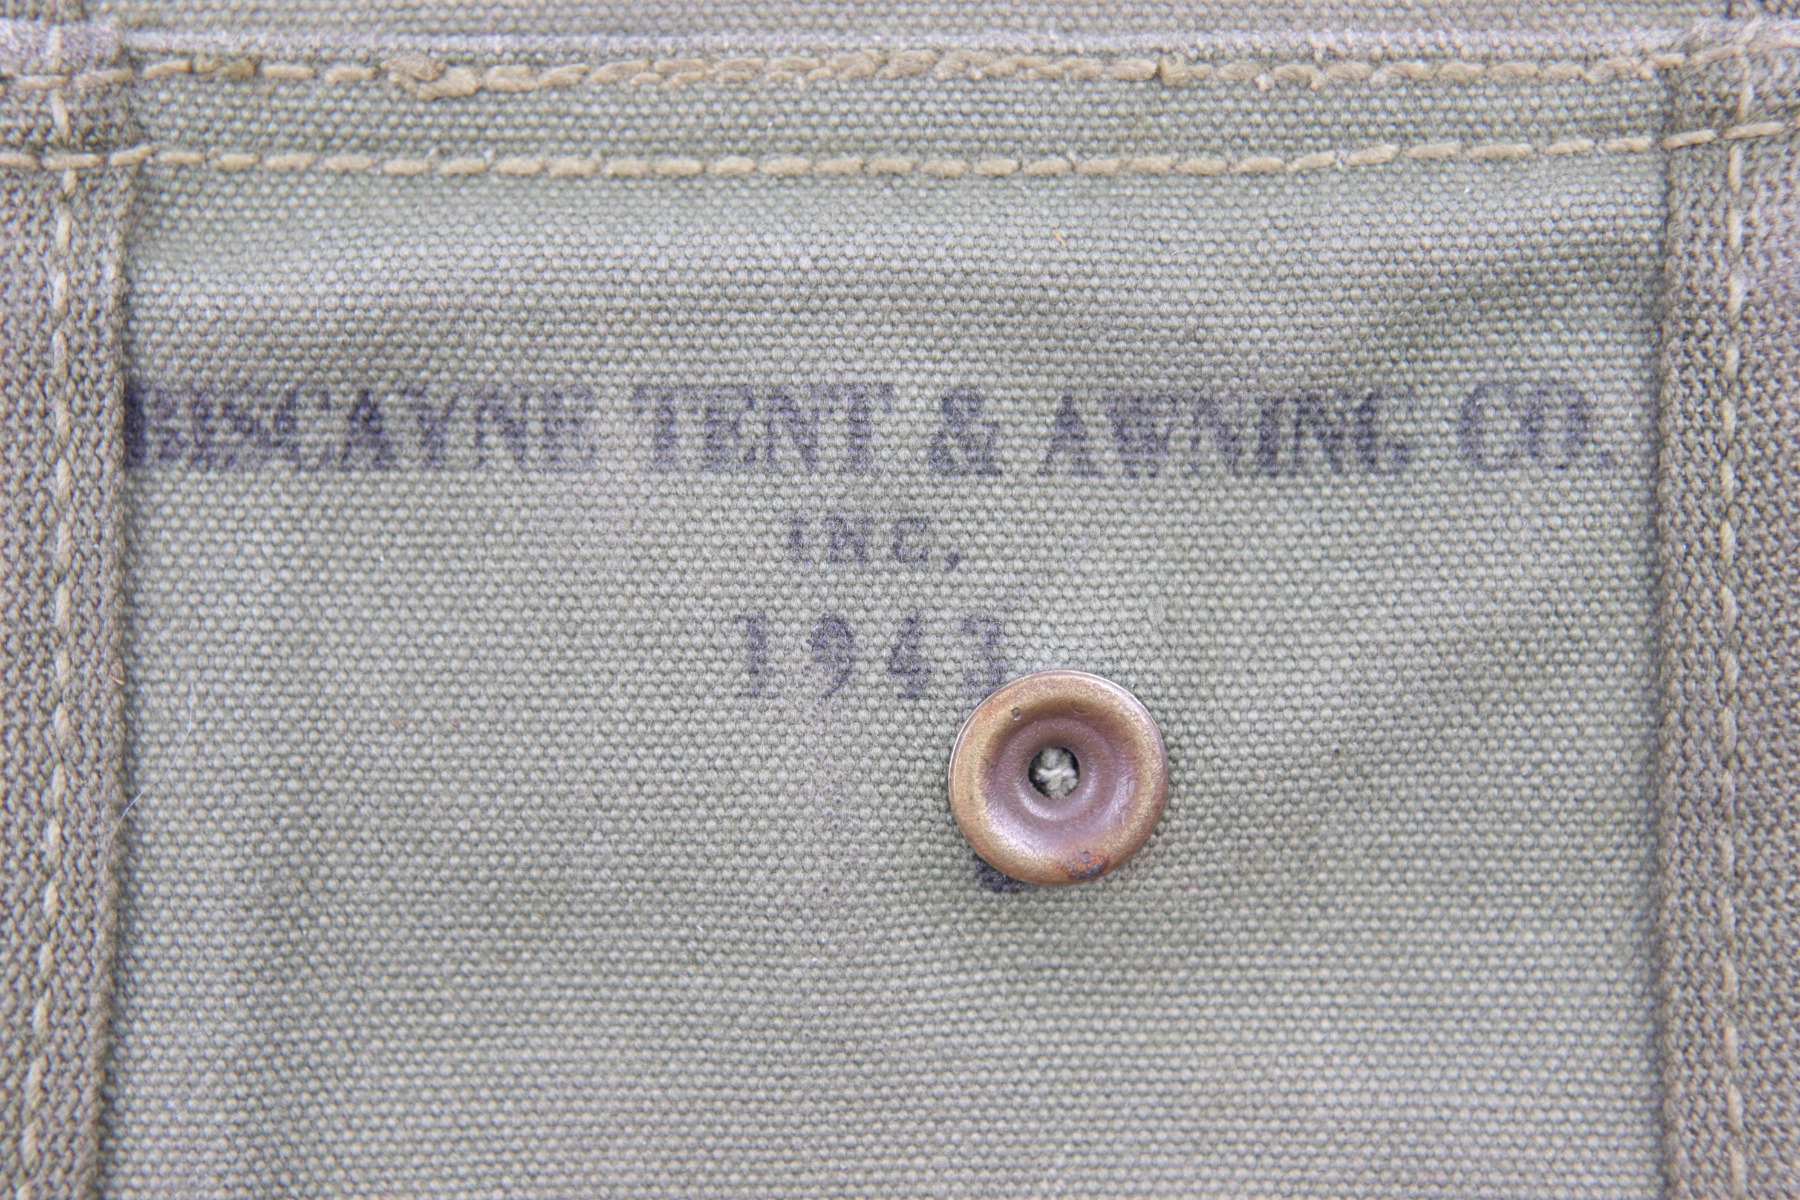 BISCAYNE TENT & AWNING CO.
INC,
1943